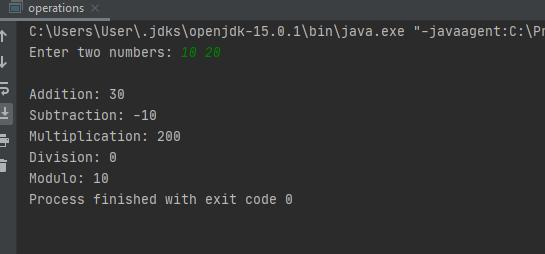 operations
C:\Users\User\.jdks\openjdk-15.0.1\bin\java.exe "-javaagent:C:\Pr
Enter two numbers: 10 20
Addition: 30
Subtraction: -10
Multiplication: 200
Division: 0
Modulo: 10
Process finished with exit code 0